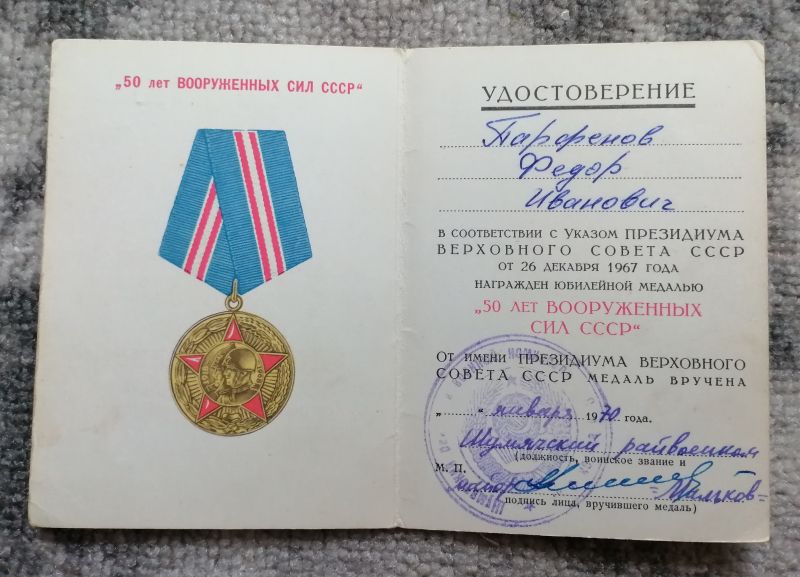 „50 лет ВООРУЖЕННЫХ СИЛ СССР“
УДОСТОВЕРЕНИЕ
Парфенов
Федор
Иванович
В СООТВЕТСТВИИ С УКАЗОМ ПРЕЗИДИУМА
ВЕРХОВНОГО СОВЕТА СССР
ОТ 26 ДЕКАБРЯ 1967 ГОДА
НАГРАЖДЕН ЮБИЛЕЙНОЙ МЕДАЛЬЮ
„50 ЛЕТ ВООРУЖЕННЫХ
СИЛ СССР“
ОТ ИМЕНИ ПРЕЗИДИУМА ВЕРХОВНОГО
СОВЕТА СССР МЕДАЛЬ ВРУЧЕНА
„......“ января 1970 года.
Шумячский райвоенком
(должность, воинское звание и
М. П.
майор
подпись лица, вручившего медаль)